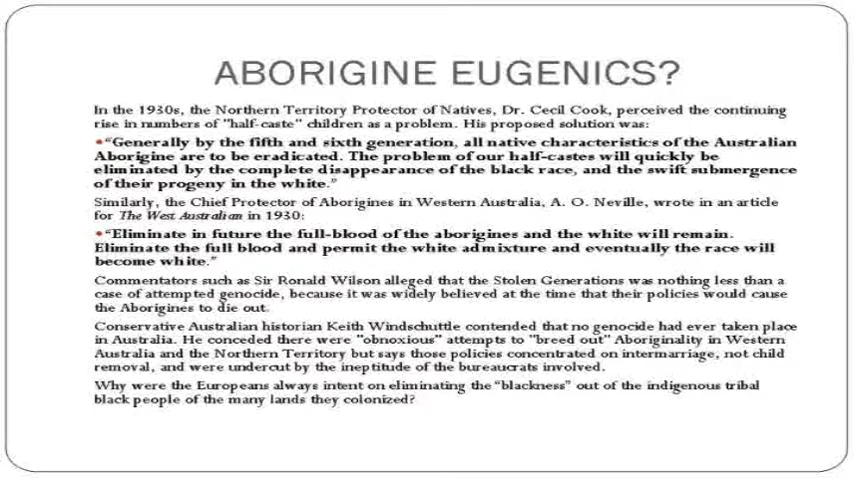 ABORIGINE EUGENICS?
In the 1930s, the Northern Territory Protector of Natives, Dr. Cecil Cook, perceived the continuing
rise in numbers of "half-caste" children as a problem. His proposed solution was:
•“Generally by the fifth and sixth generation, all native characteristics of the Australian
Aborigine are to be eradicated. The problem of our half-castes will quickly be
eliminated by the complete disappearance of the black race, and the swift submergence
of their progeny in the white.”
Similarly, the Chief Protector of Aborigines in Western Australia, A. O. Neville, wrote in an article
for The West Australian in 1930:
•“Eliminate in future the full-blood of the aborigines and the white will remain.
Eliminate the full blood and permit the white admixture and eventually the race will
become white.”
Commentators such as Sir Ronald Wilson alleged that the Stolen Generations was nothing less than a
case of attempted genocide, because it was widely believed at the time that their policies would cause
the Aborigines to die out.
Conservative Australian historian Keith Windschuttle contended that no genocide had ever taken place
in Australia. He conceded there were "obnoxious" attempts to "breed out" Aboriginality in Western
Australia and the Northern Territory but says those policies concentrated on intermarriage, not child
removal, and were undercut by the ineptitude of the bureaucrats involved.
Why were the Europeans always intent on eliminating the “blackness” out of the indigenous tribal
black people of the many lands they colonized?